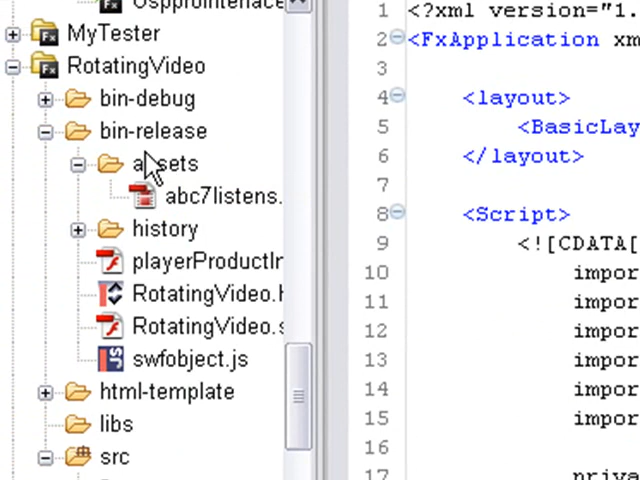 OspproInterface
MyTester
RotatingVideo
bin-debug
bin-release
assets
abc7listens.
history
playerProductIn
RotatingVideo.h
RotatingVideo.s
swfobject.js
html-template
libs
src
1 <?xml version="1.
2 <FxApplication xm
3
4 <layout>
5 <BasicLay
6 </layout>
7
8 <Script>
9 <![CDATA[
10 impor
11 impor
12 impor
13 impor
14 impor
15 impor
16
17 priva